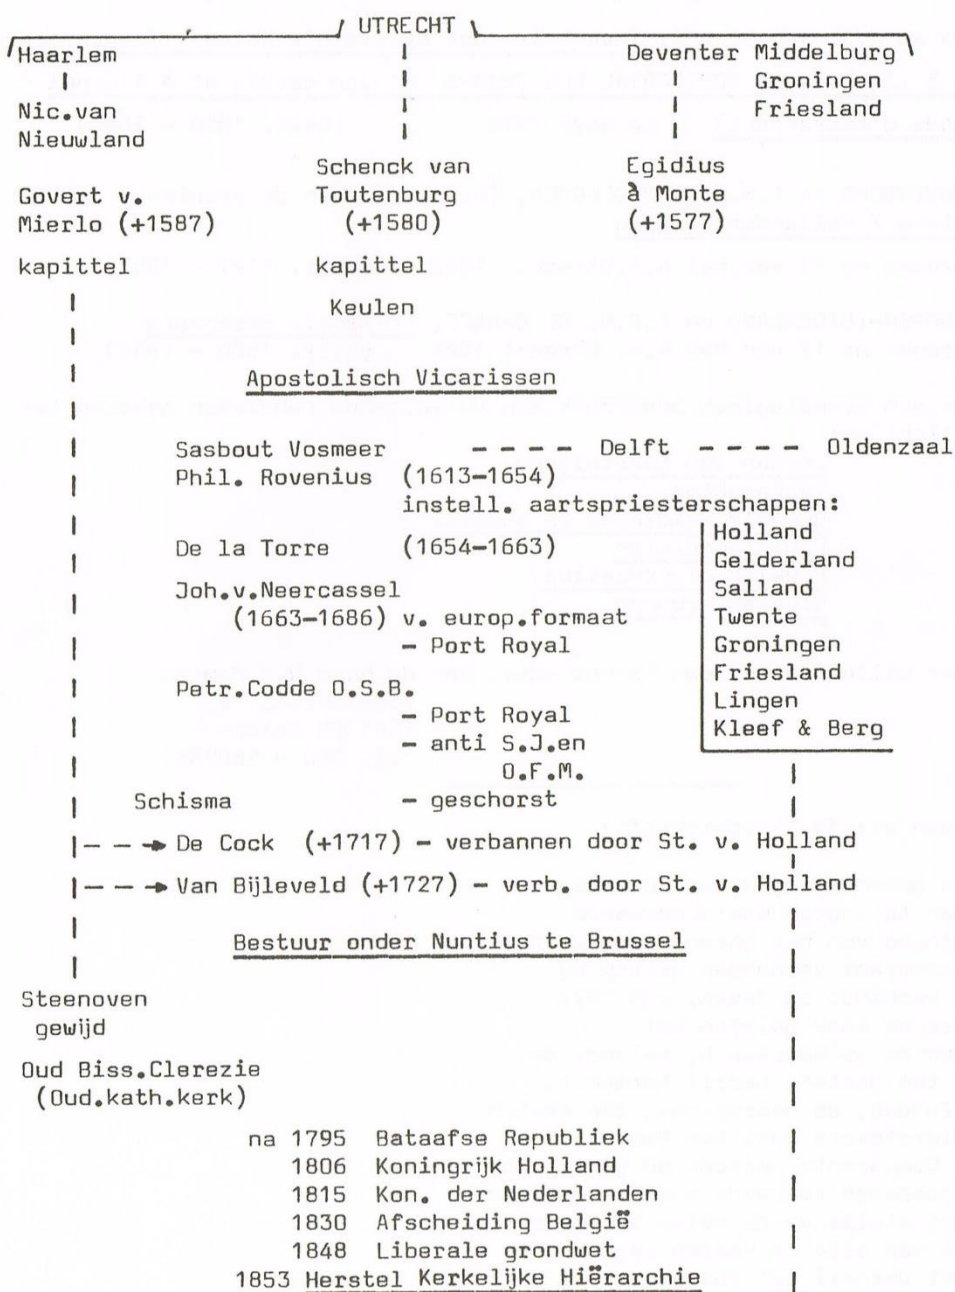 UTRECHT
Haarlem Deventer Middelburg
Groningen
Friesland
Nic.van
Nieuwland
Schenck van Egidius
Govert v. Toutenburg à Monte
Mierlo (+1587) (+1580) (+1577)
kapittel kapittel
Keulen
Apostolisch Vicarissen
Sasbout Vosmeer - - - - Delft - - - - Oldenzaal
Phil. Rovenius (1613-1654)
instell. aartspriesterschappen:
Holland
De la Torre (1654-1663)
Gelderland
Salland
Joh.v.Neercassel
Twente
(1663-1686) v. europ.formaat
Groningen
- Port Royal
Friesland
Petr.Codde O.S.B.
Lingen
- Port Royal
Kleef & Berg
- anti S.J.en
O.F.M.
Schisma - geschorst
De Cock (+1717) - verbannen door St. v. Holland
Van Bijleveld (+1727) - verb. door St. v. Holland
Bestuur onder Nuntius te Brussel
Steenoven
gewijd
Oud Biss.Clerezie
(Oud.kath.kerk)
na 1795 Bataafse Republiek
1806 Koningrijk Holland
1815 Kon. der Nederlanden
1830 Afscheiding België
1848 Liberale grondwet
1853 Herstel Kerkelijke Hiërarchie